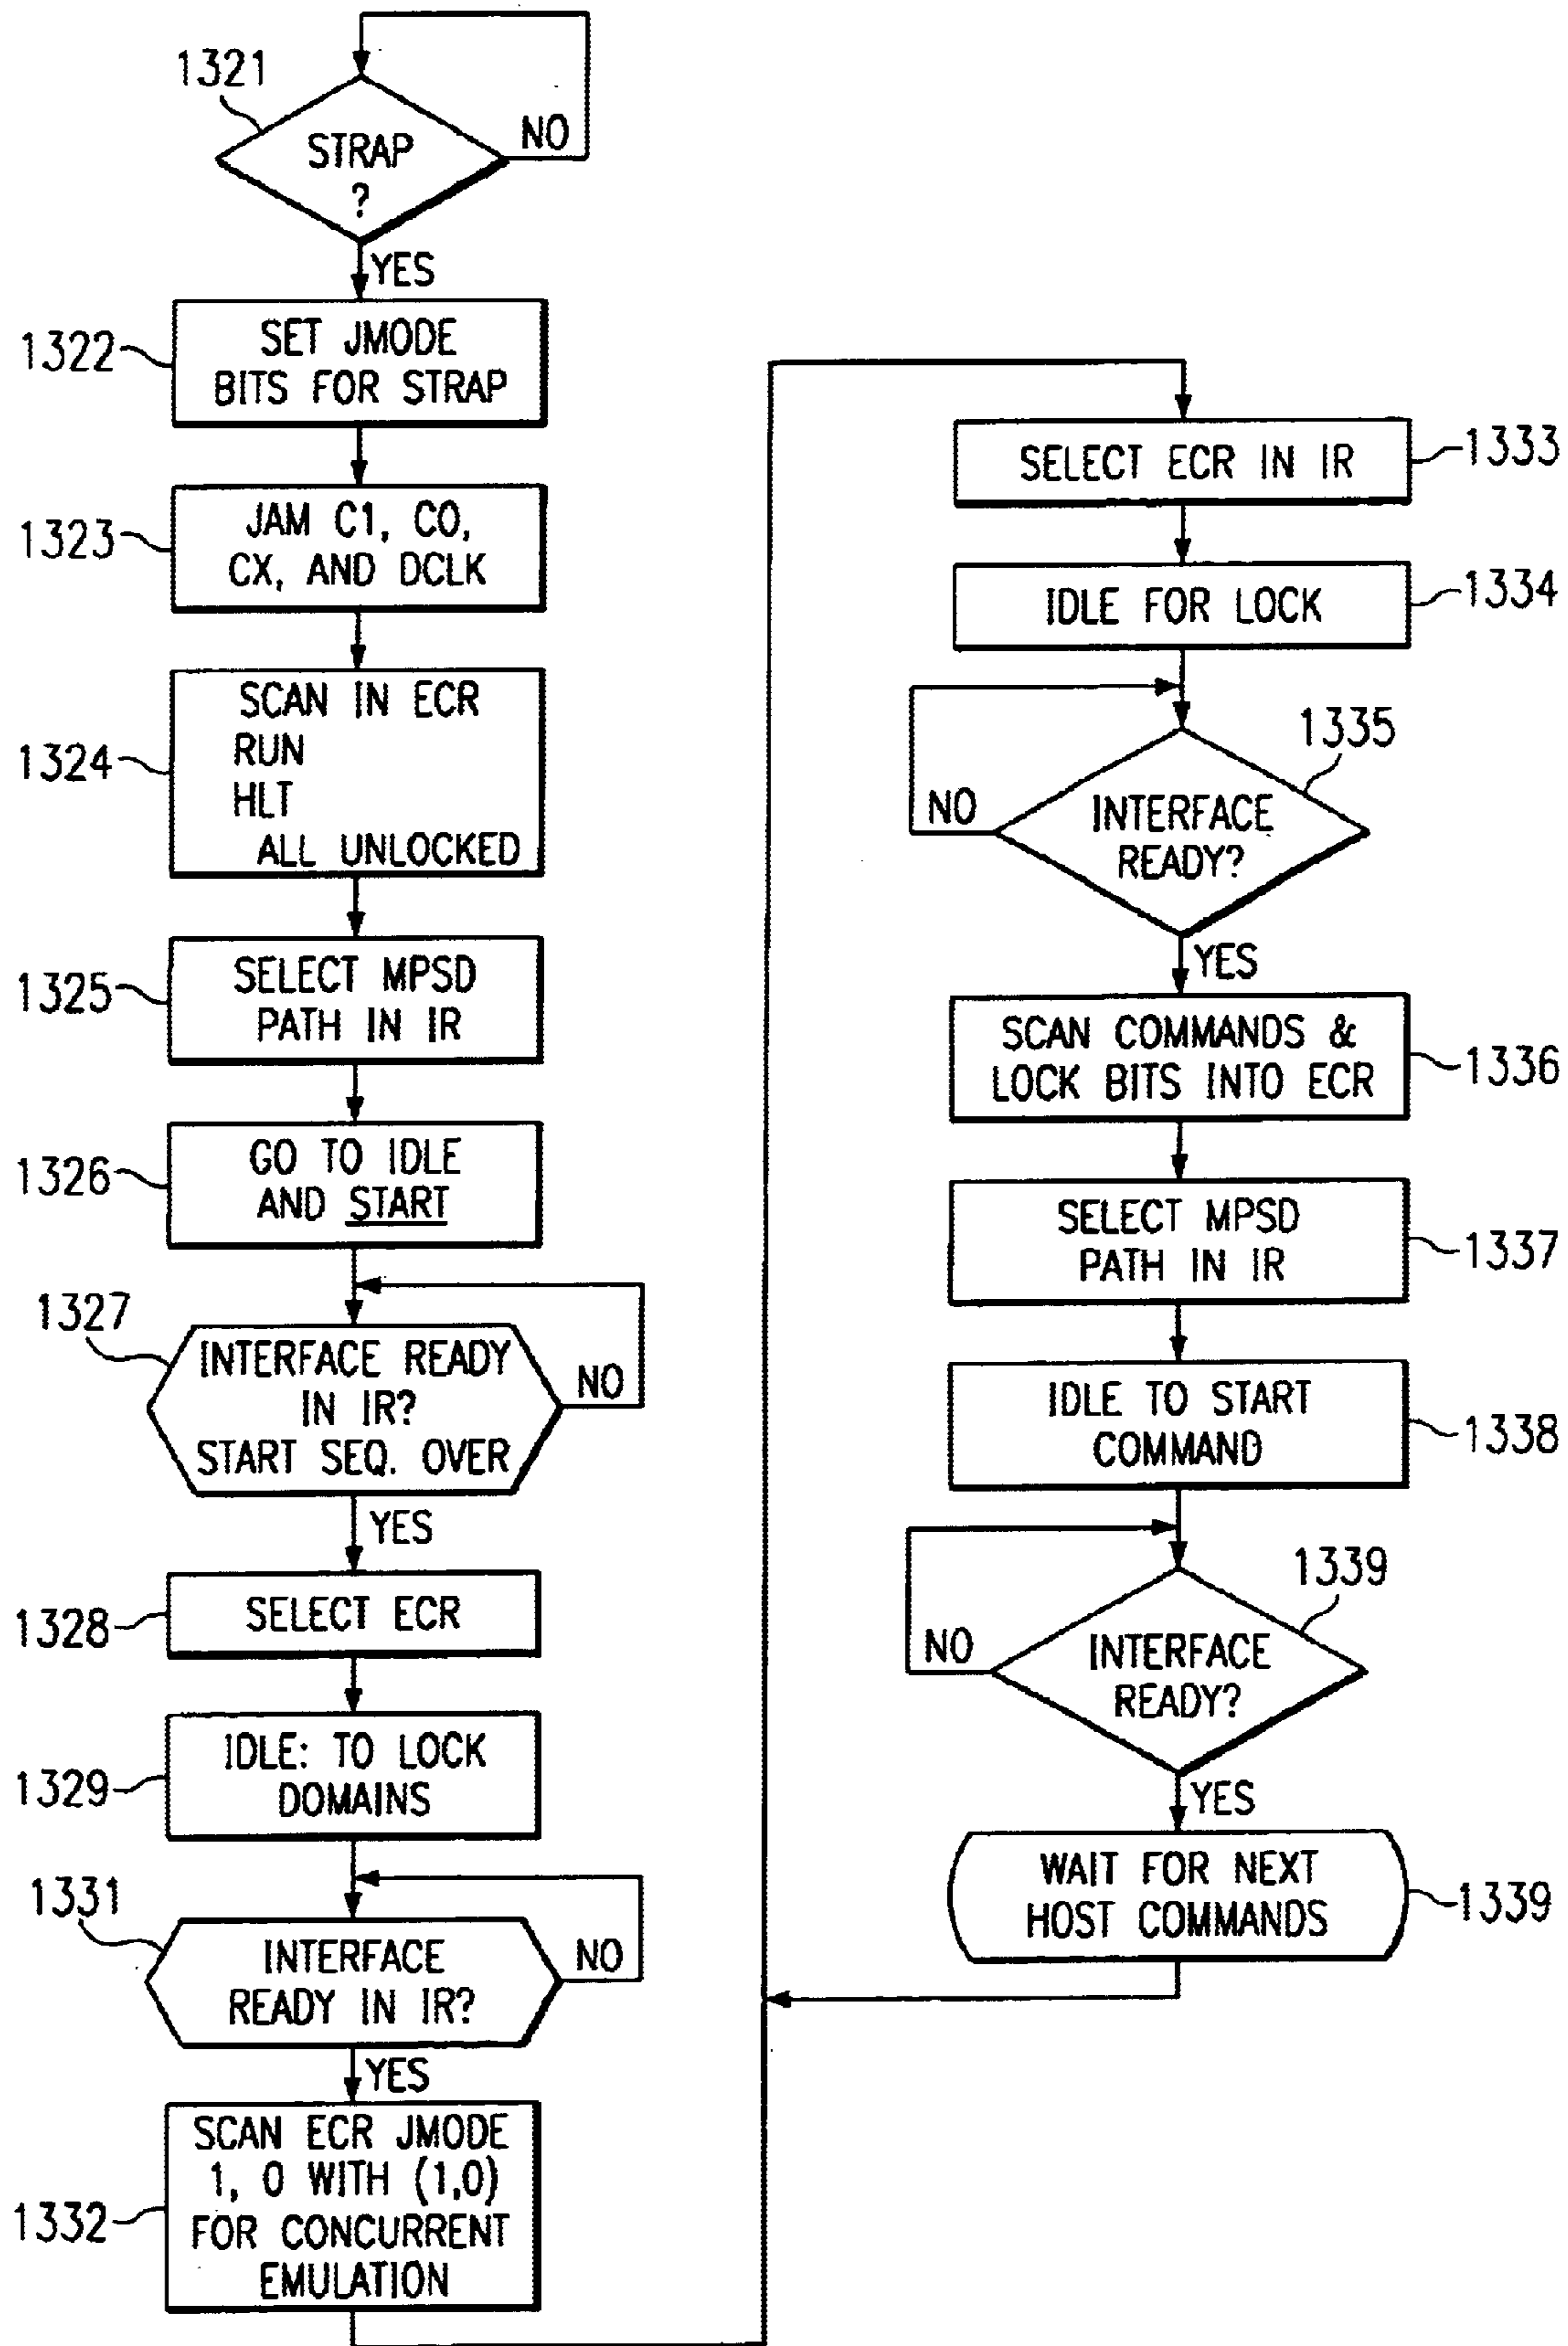 1321
STRAP
?
NO
YES
1322
SET JMODE
BITS FOR STRAP
1323
JAM C1, C0,
CX, AND DCLK
1324
SCAN IN ECR
RUN
HLT
ALL UNLOCKED
1325
SELECT MPSD
PATH IN IR
1326
GO TO IDLE
AND START
1327
INTERFACE READY
IN IR?
START SEQ. OVER
NO
YES
1328
SELECT ECR
1329
IDLE: TO LOCK
DOMAINS
1331
INTERFACE
READY IN IR?
NO
YES
1332
SCAN ECR JMODE
1, 0 WITH (1,0)
FOR CONCURRENT
EMULATION
SELECT ECR IN IR
1333
IDLE FOR LOCK
1334
1335
INTERFACE
READY?
NO
YES
SCAN COMMANDS &
LOCK BITS INTO ECR
1336
SELECT MPSD
PATH IN IR
1337
IDLE TO START
COMMAND
1338
1339
INTERFACE
READY?
NO
YES
WAIT FOR NEXT
HOST COMMANDS
1339